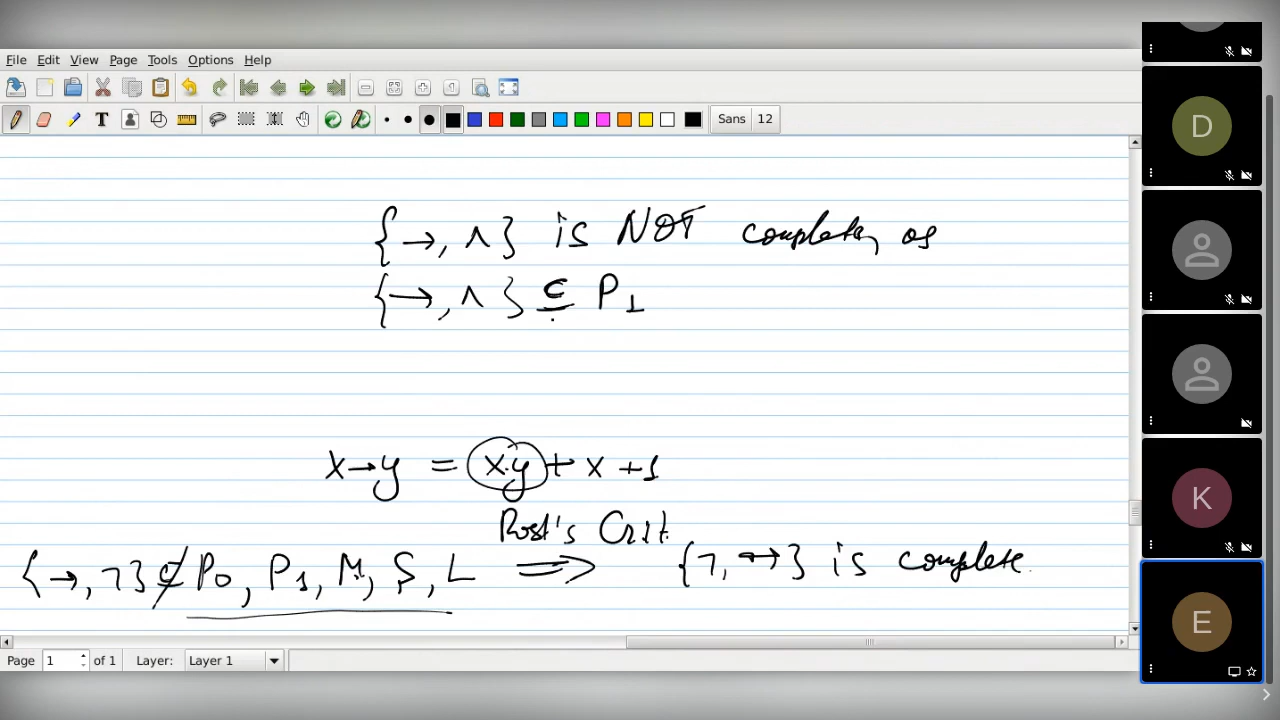 File Edit View Page Tools Options Help
Sans 12
{→, ∧} is NOT complete, as
{→, ∧} ⊆ P1
x→y = x·y + x + 1
Post's Crit.
{→, ¬} ⊄ P0, P1, M, S, L ⟹ {¬, →} is complete.
Page 1 of 1 Layer: Layer 1
D
K
E